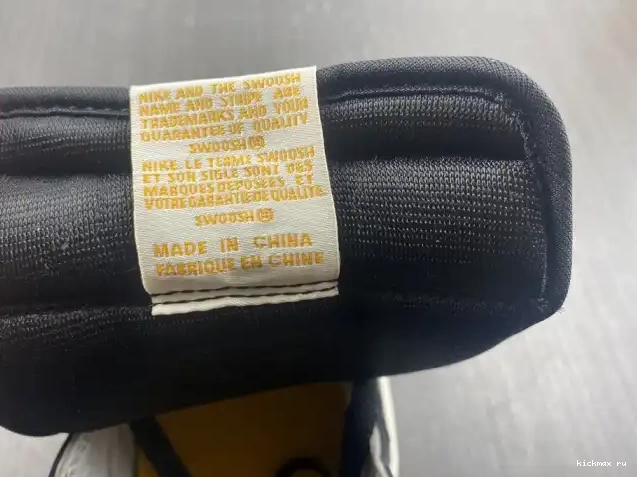 NIKE AND THE SWOOSH
NAME AND STRIPE ARE
TRADEMARKS AND YOUR
GUARANTEE OF QUALITY
SWOOSH®
NIKE LE TERME SWOOSH
ET SON SIGLE SONT DES
MARQUES DEPOSEES ET
VOTRE GARANTIE DE QUALITE
SWOOSH®
MADE IN CHINA
FABRIQUE EN CHINE
kickmax ru